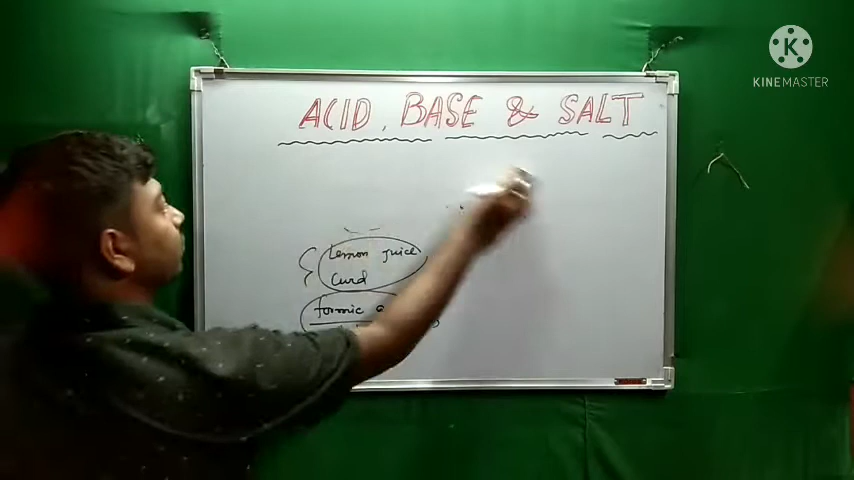 ACID, BASE & SALT
Lemon Juice
Curd
formic
K
KINEMASTER